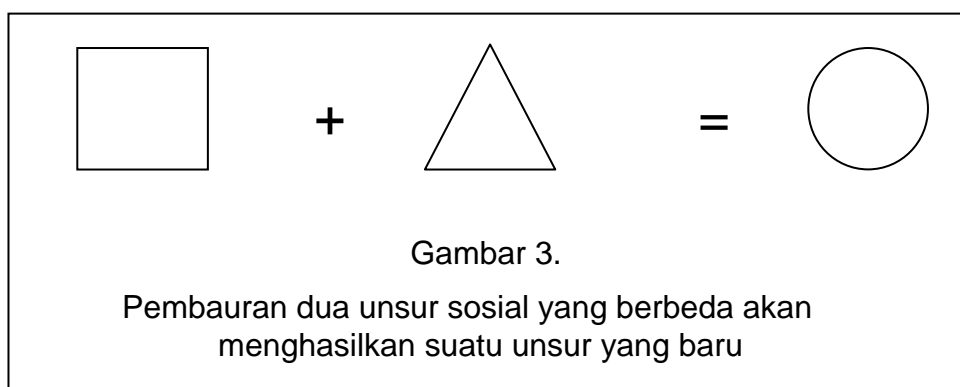 + =
Gambar 3.
Pembauran dua unsur sosial yang berbeda akan
menghasilkan suatu unsur yang baru